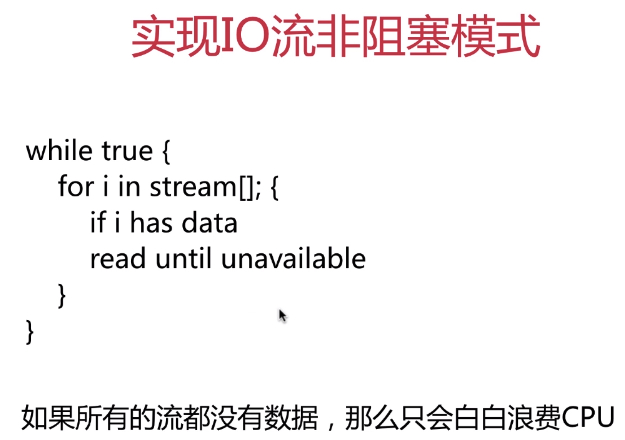 实现IO流非阻塞模式
while true {
for i in stream[]; {
if i has data
read until unavailable
}
}
如果所有的流都没有数据，那么只会白白浪费CPU